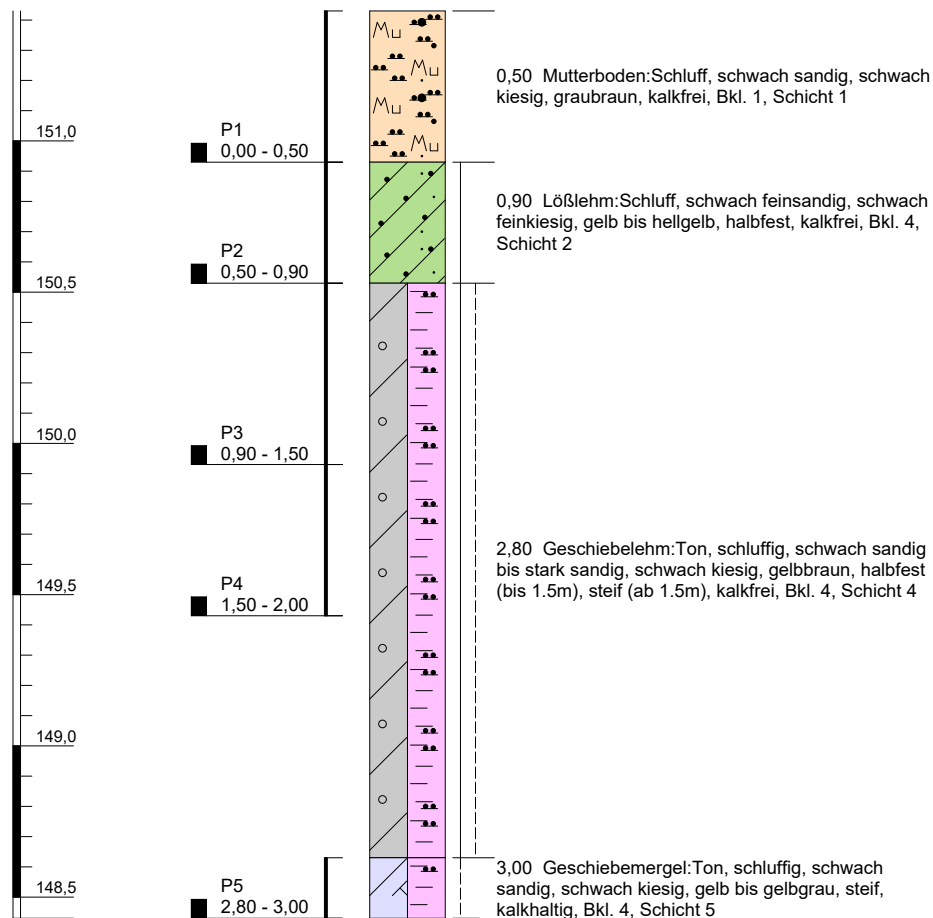 0,50 Mutterboden:Schluff, schwach sandig, schwach
kiesig, graubraun, kalkfrei, Bkl. 1, Schicht 1
151,0
P1
0,00 - 0,50
0,90 Lößlehm:Schluff, schwach feinsandig, schwach
feinkiesig, gelb bis hellgelb, halbfest, kalkfrei, Bkl. 4,
Schicht 2
P2
0,50 - 0,90
150,5
150,0
P3
0,90 - 1,50
2,80 Geschiebelehm:Ton, schluffig, schwach sandig
bis stark sandig, schwach kiesig, gelbbraun, halbfest
(bis 1.5m), steif (ab 1.5m), kalkfrei, Bkl. 4, Schicht 4
149,5
P4
1,50 - 2,00
149,0
3,00 Geschiebemergel:Ton, schluffig, schwach
sandig, schwach kiesig, gelb bis gelbgrau, steif,
kalkhaltig, Bkl. 4, Schicht 5
148,5
P5
2,80 - 3,00